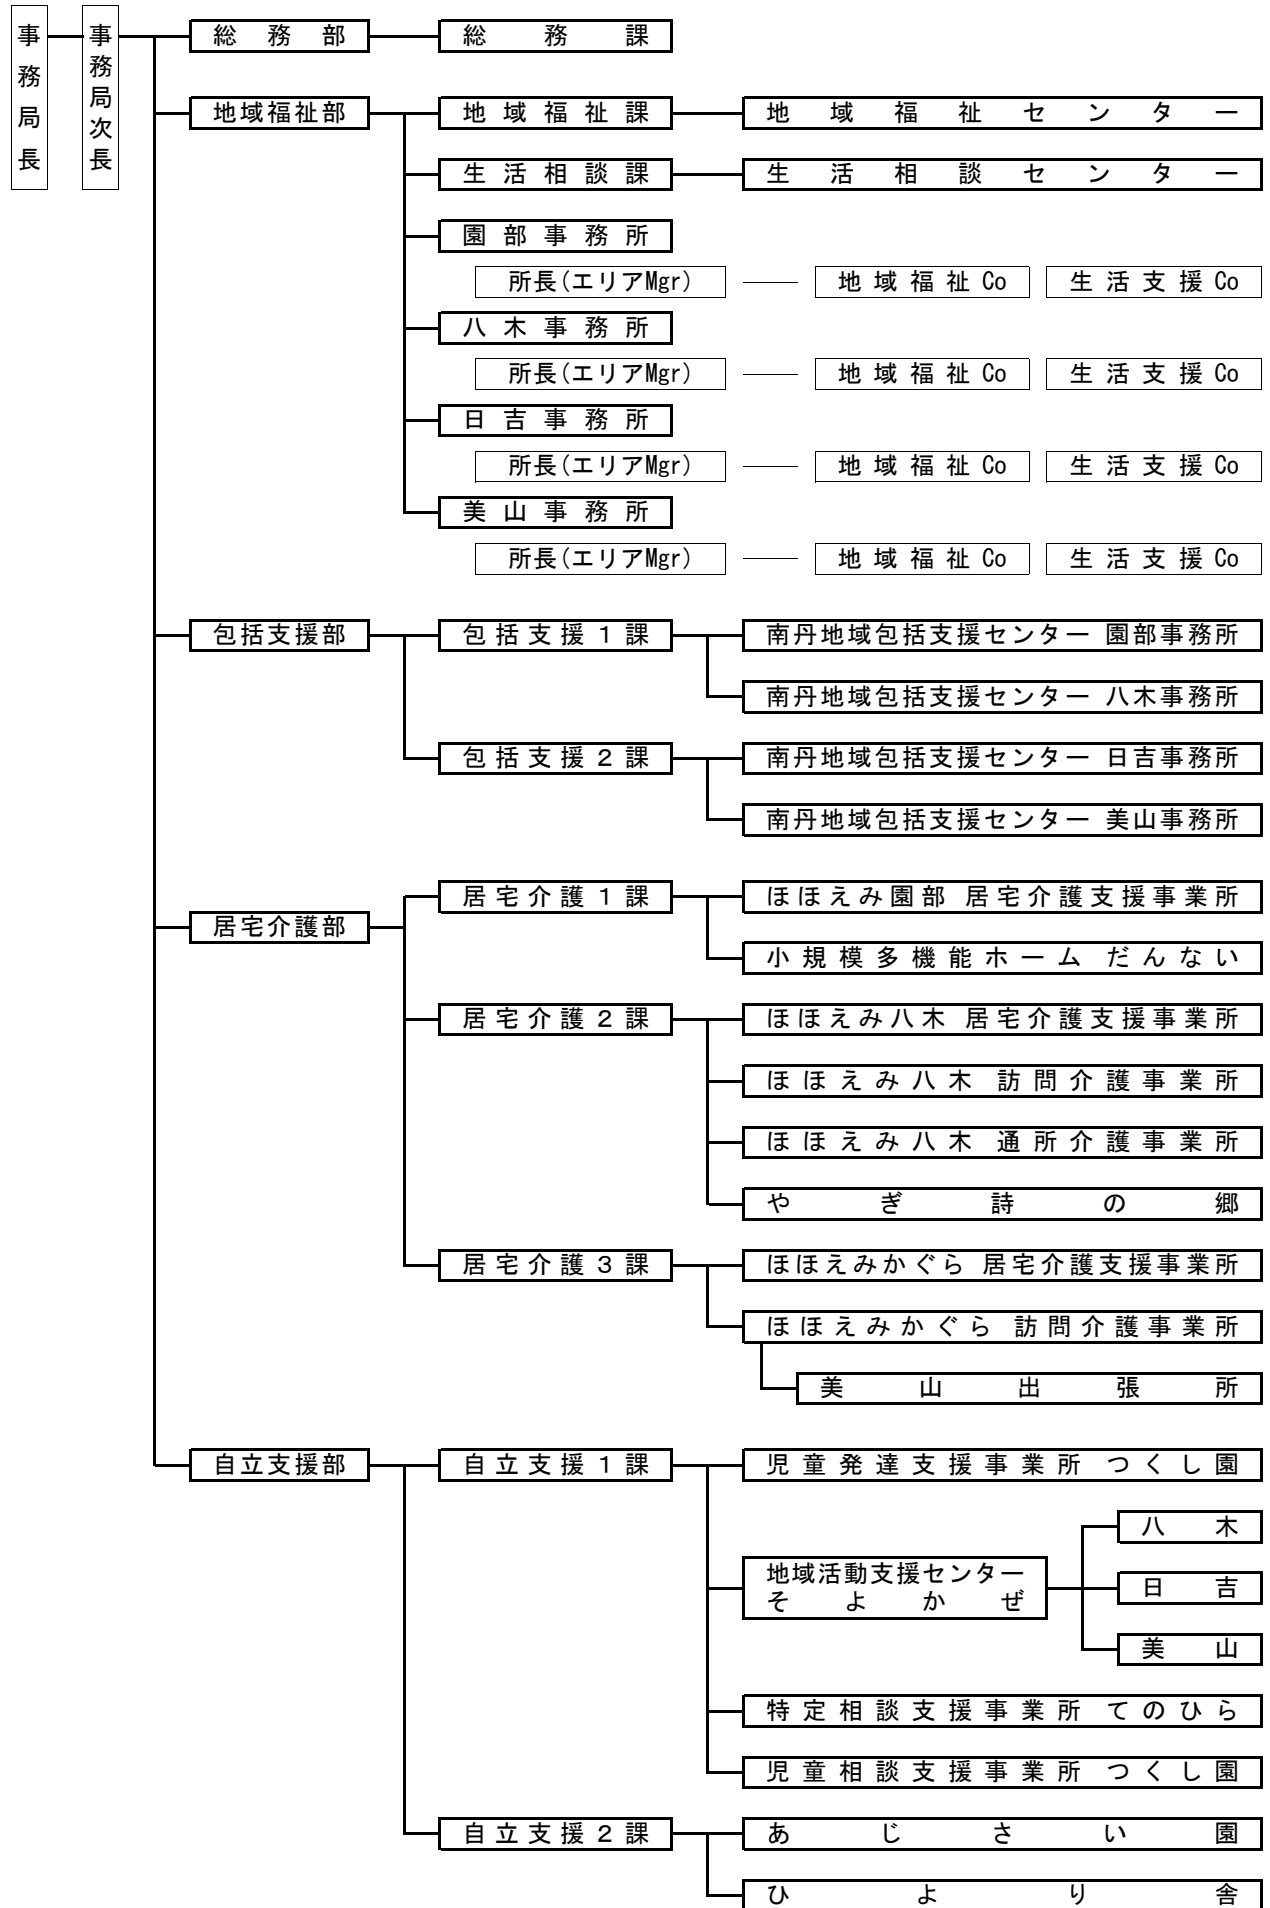 事務局長
事務局次長
総務部
総務課
地域福祉部
地域福祉課
地域福祉センター
生活相談課
生活相談センター
園部事務所
所長(エリアMgr)
地域福祉Co
生活支援Co
八木事務所
所長(エリアMgr)
地域福祉Co
生活支援Co
日吉事務所
所長(エリアMgr)
地域福祉Co
生活支援Co
美山事務所
所長(エリアMgr)
地域福祉Co
生活支援Co
包括支援部
包括支援１課
南丹地域包括支援センター 園部事務所
南丹地域包括支援センター 八木事務所
包括支援２課
南丹地域包括支援センター 日吉事務所
南丹地域包括支援センター 美山事務所
居宅介護部
居宅介護１課
ほほえみ園部 居宅介護支援事業所
小規模多機能ホーム だんない
居宅介護２課
ほほえみ八木 居宅介護支援事業所
ほほえみ八木 訪問介護事業所
ほほえみ八木 通所介護事業所
やぎ詩の郷
居宅介護３課
ほほえみかぐら 居宅介護支援事業所
ほほえみかぐら 訪問介護事業所
美山出張所
自立支援部
自立支援１課
児童発達支援事業所 つくし園
地域活動支援センター
そよかぜ
八木
日吉
美山
特定相談支援事業所 てのひら
児童相談支援事業所 つくし園
自立支援２課
あじさい園
ひより舎